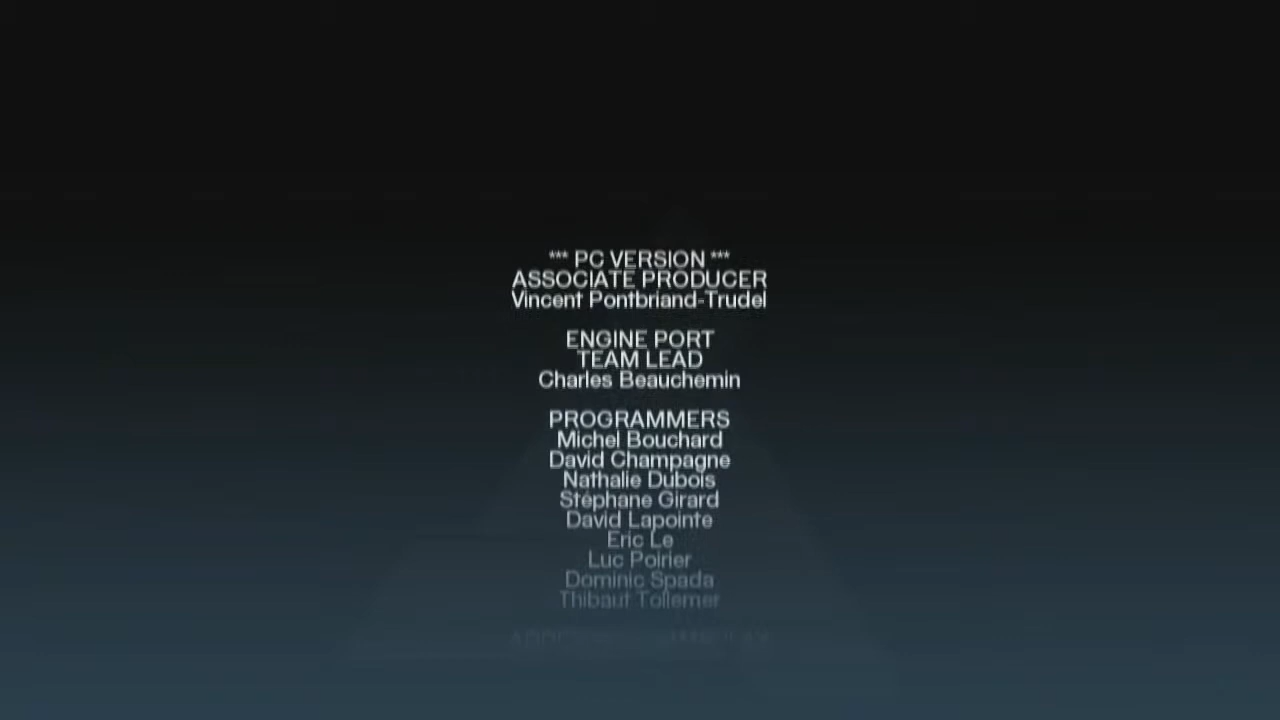 *** PC VERSION ***
ASSOCIATE PRODUCER
Vincent Pontbriand-Trudel
ENGINE PORT
TEAM LEAD
Charles Beauchemin
PROGRAMMERS
Michel Bouchard
David Champagne
Nathalie Dubois
Stéphane Girard
David Lapointe
Eric Le
Luc Poirier
Dominic Spada
Thibaut Tollemer